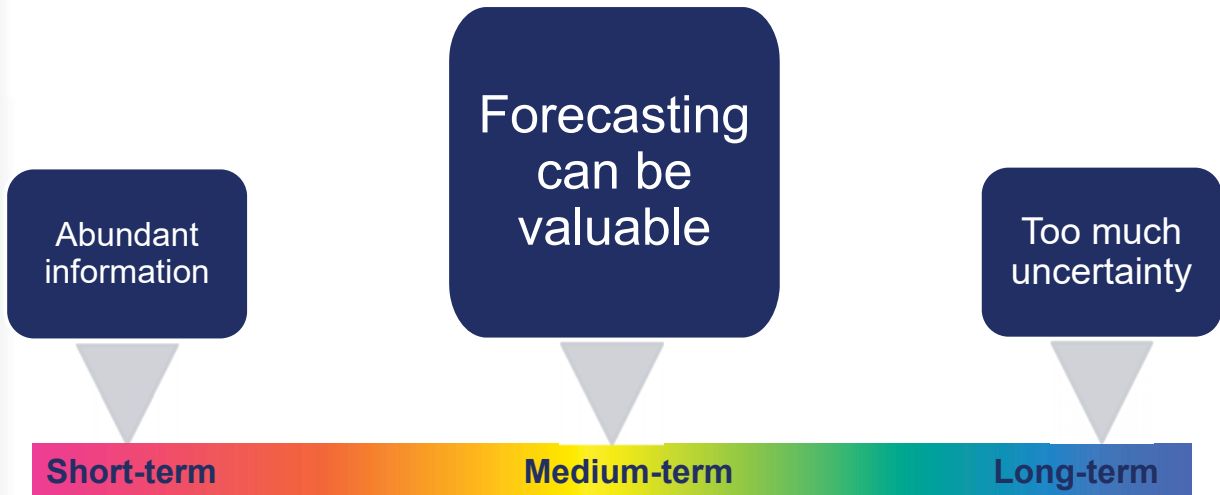 Forecasting
can be
valuable
Abundant
information
Too much
uncertainty
Short-term
Medium-term
Long-term